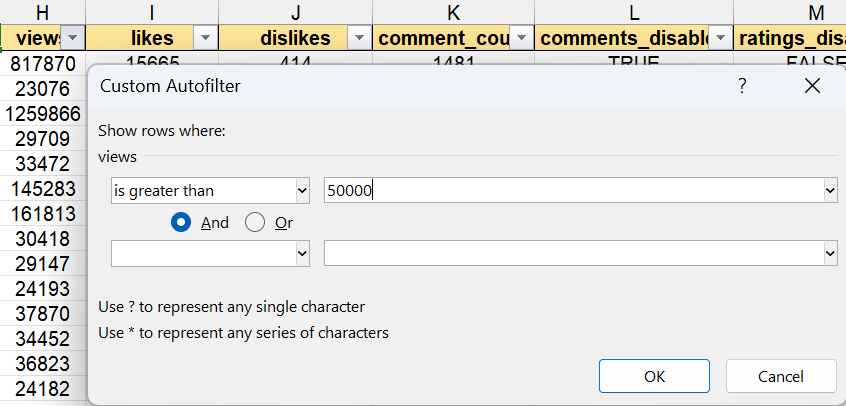 H I J K L M
views likes dislikes comment_cou comments_disabl ratings_disa
817870 15665 414 1481 TRUE FALSE
23076
1259866
29709
33472
145283
161813
30418
29147
24193
37870
34452
36823
24182
Custom Autofilter ?
Show rows where:
views
is greater than 50000
And Or
Use ? to represent any single character
Use * to represent any series of characters
OK Cancel